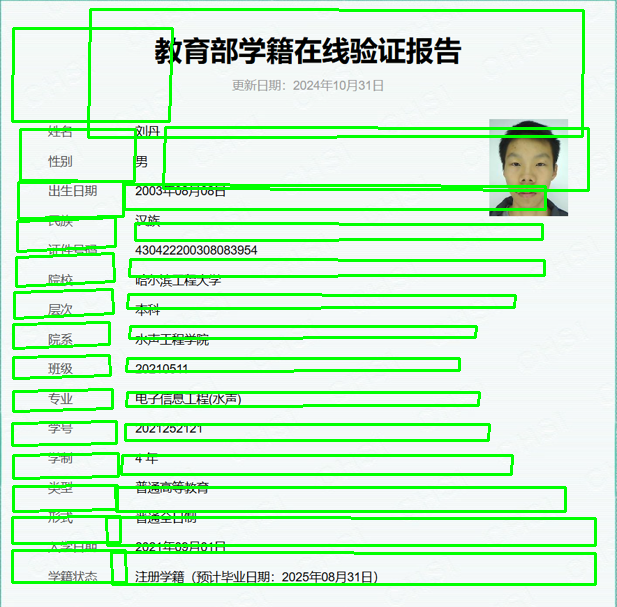 教育部学籍在线验证报告
更新日期：2024年10月31日
姓名 刘丹
性别 男
出生日期 2003年08月08日
民族 汉族
证件号码 430422200308083954
院校 哈尔滨工程大学
层次 本科
院系 水声工程学院
班级 20210511
专业 电子信息工程(水声)
学号 2021252121
学制 4 年
类型 普通高等教育
形式 普通全日制
入学日期 2021年09月01日
学籍状态 注册学籍（预计毕业日期：2025年08月31日）